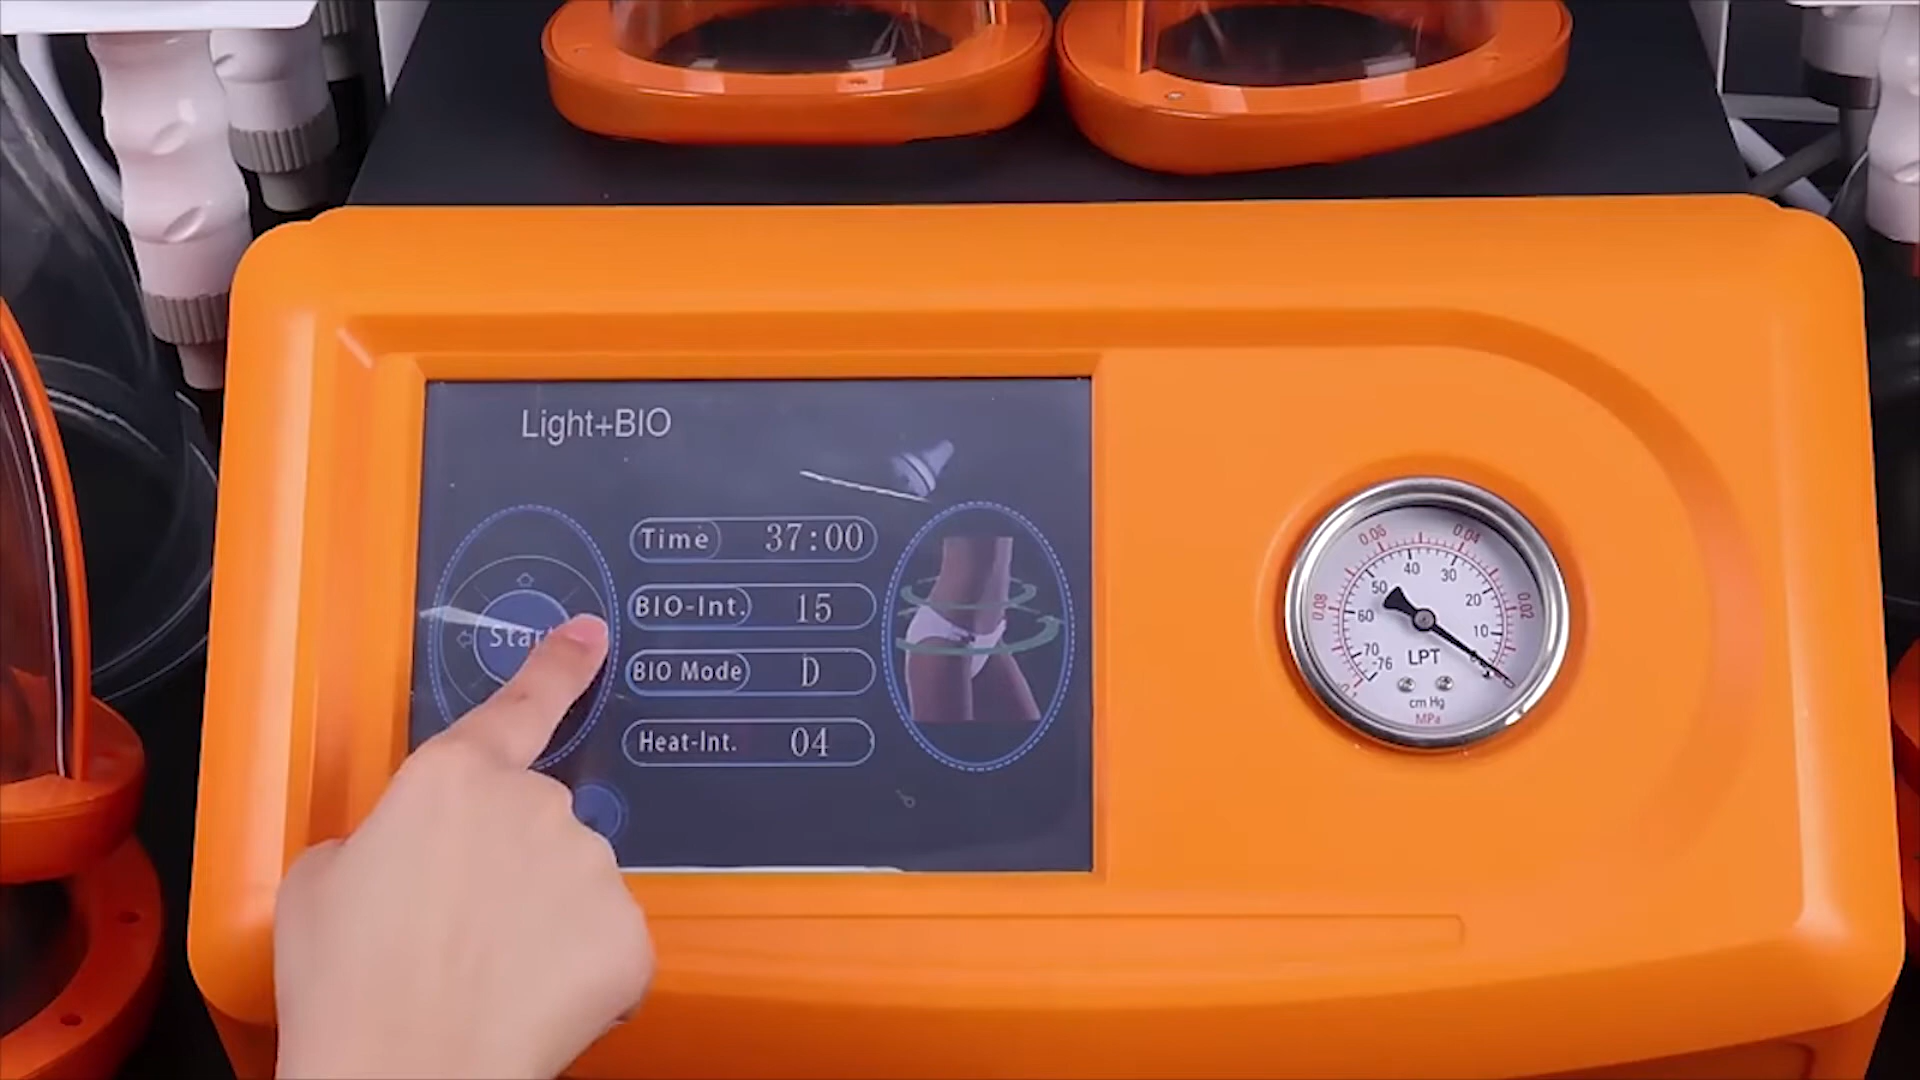 Light+BIO
Time 37:00
Start
BIO-Int. 15
BIO Mode D
Heat-Int. 04
0.06 0.04
40 30
50 20
0.08 0.02
60 10
70
-76 LPT
cm Hg
MPa